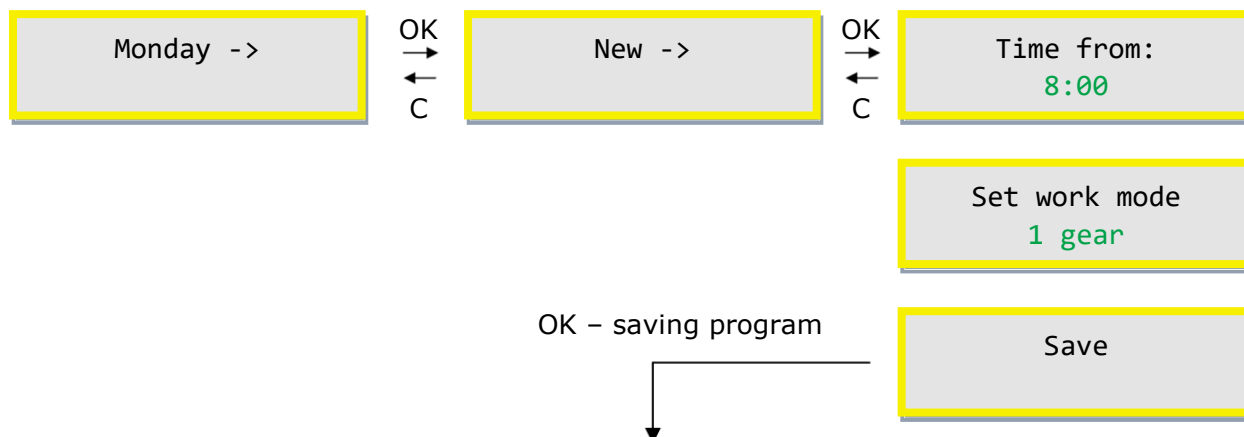 Monday ->
OK
C
New ->
OK
C
Time from:
8:00
Set work mode
1 gear
OK – saving program
Save